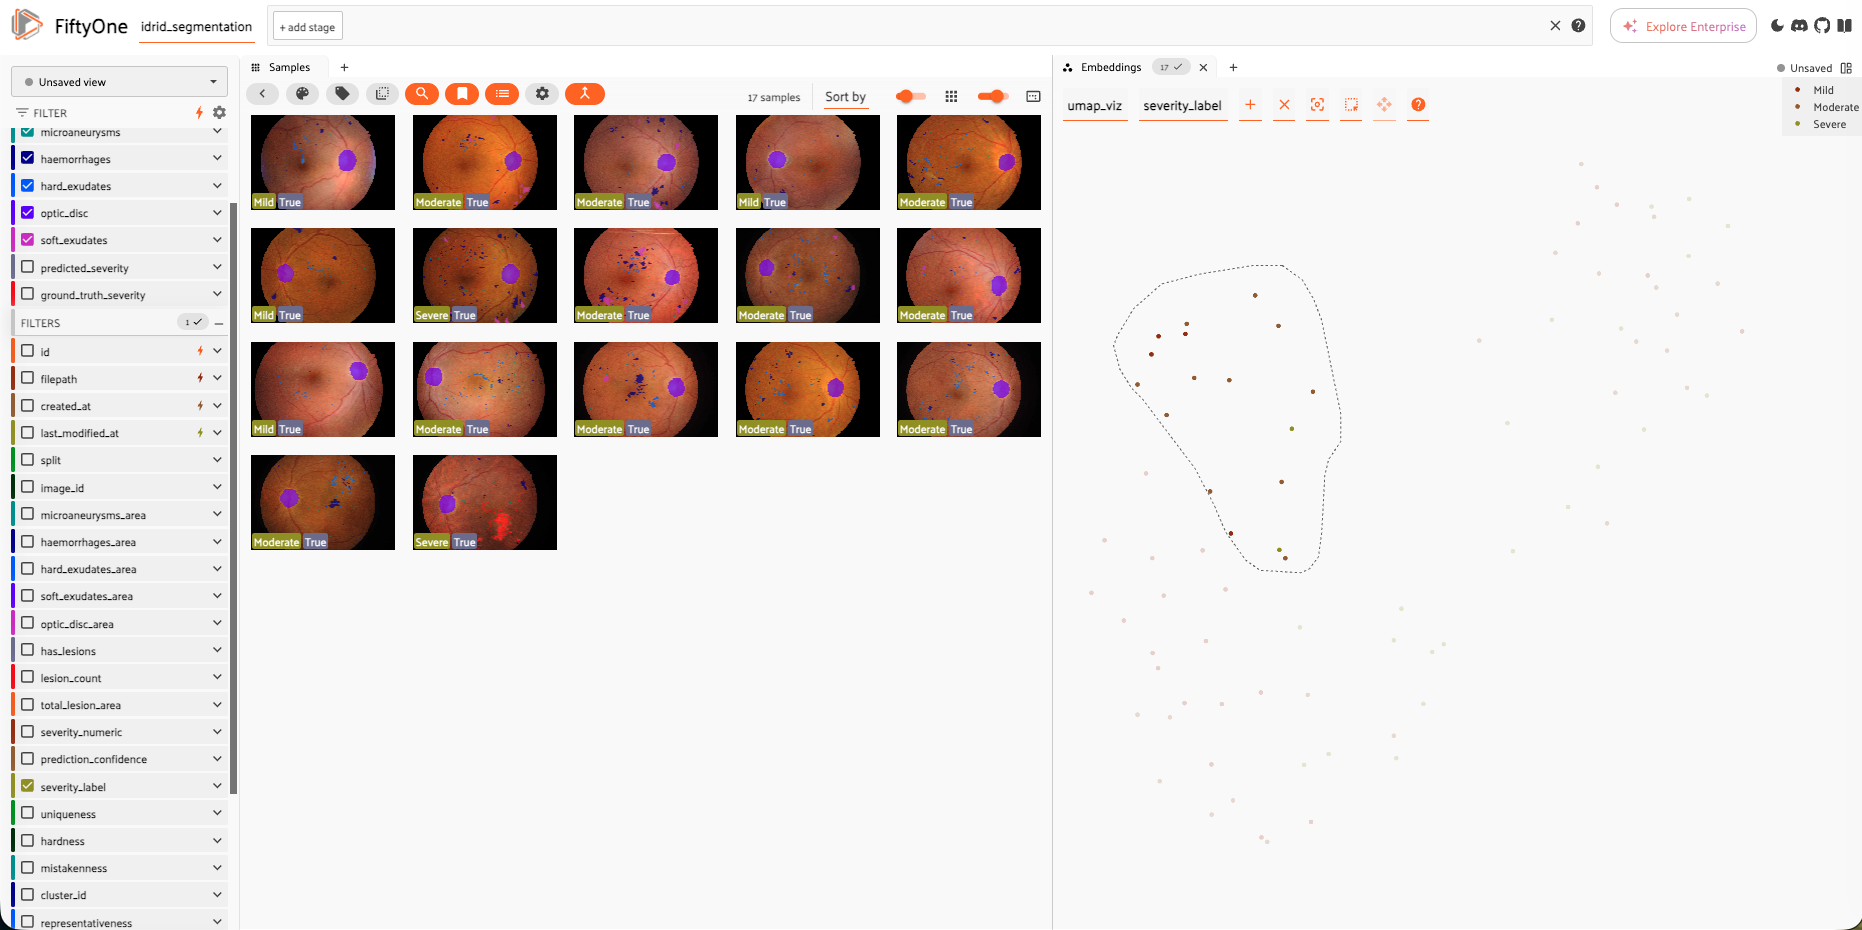 FiftyOne
idrid_segmentation
+ add stage
Explore Enterprise
Unsaved view
FILTER
microaneurysms
haemorrhages
hard_exudates
optic_disc
soft_exudates
predicted_severity
ground_truth_severity
FILTERS
1
id
filepath
created_at
last_modified_at
split
image_id
microaneurysms_area
haemorrhages_area
hard_exudates_area
soft_exudates_area
optic_disc_area
has_lesions
lesion_count
total_lesion_area
severity_numeric
prediction_confidence
severity_label
uniqueness
hardness
mistakenness
cluster_id
representativeness
Samples
17 samples
Sort by
Mild True
Moderate True
Moderate True
Mild True
Moderate True
Mild True
Severe True
Moderate True
Moderate True
Moderate True
Mild True
Moderate True
Moderate True
Moderate True
Moderate True
Moderate True
Severe True
Embeddings
17
Unsaved
umap_viz
severity_label
Mild
Moderate
Severe